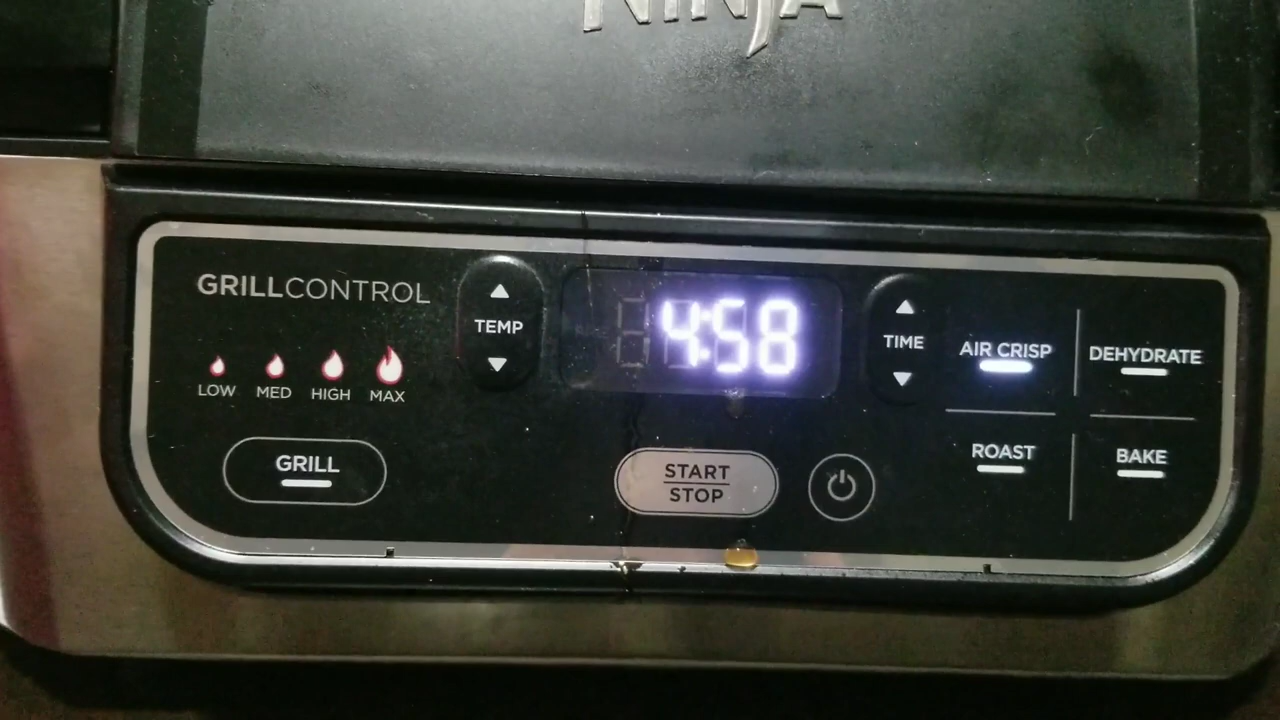 NINJA
GRILLCONTROL
LOW MED HIGH MAX
GRILL
TEMP
4:58
TIME
START
STOP
AIR CRISP
DEHYDRATE
ROAST
BAKE